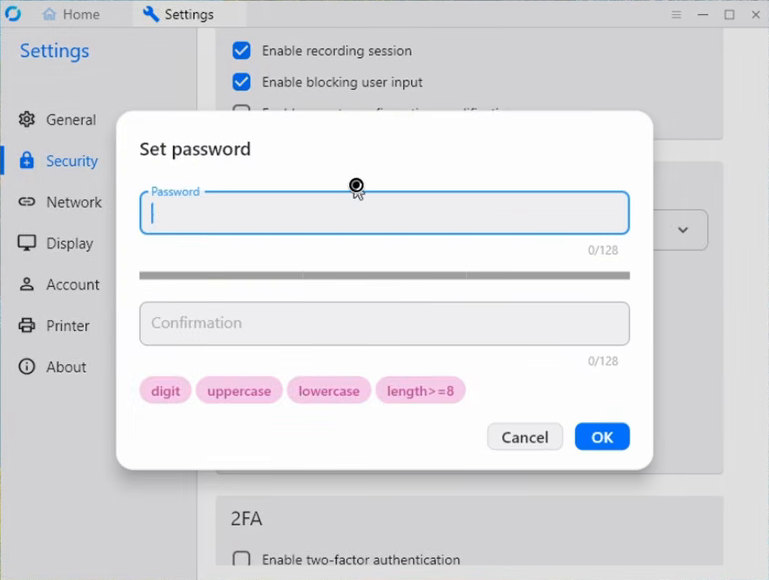 Home
Settings
Settings
General
Security
Network
Display
Account
Printer
About
Enable recording session
Enable blocking user input
Set password
Password
0/128
Confirmation
0/128
digit uppercase lowercase length>=8
Cancel OK
2FA
Enable two-factor authentication